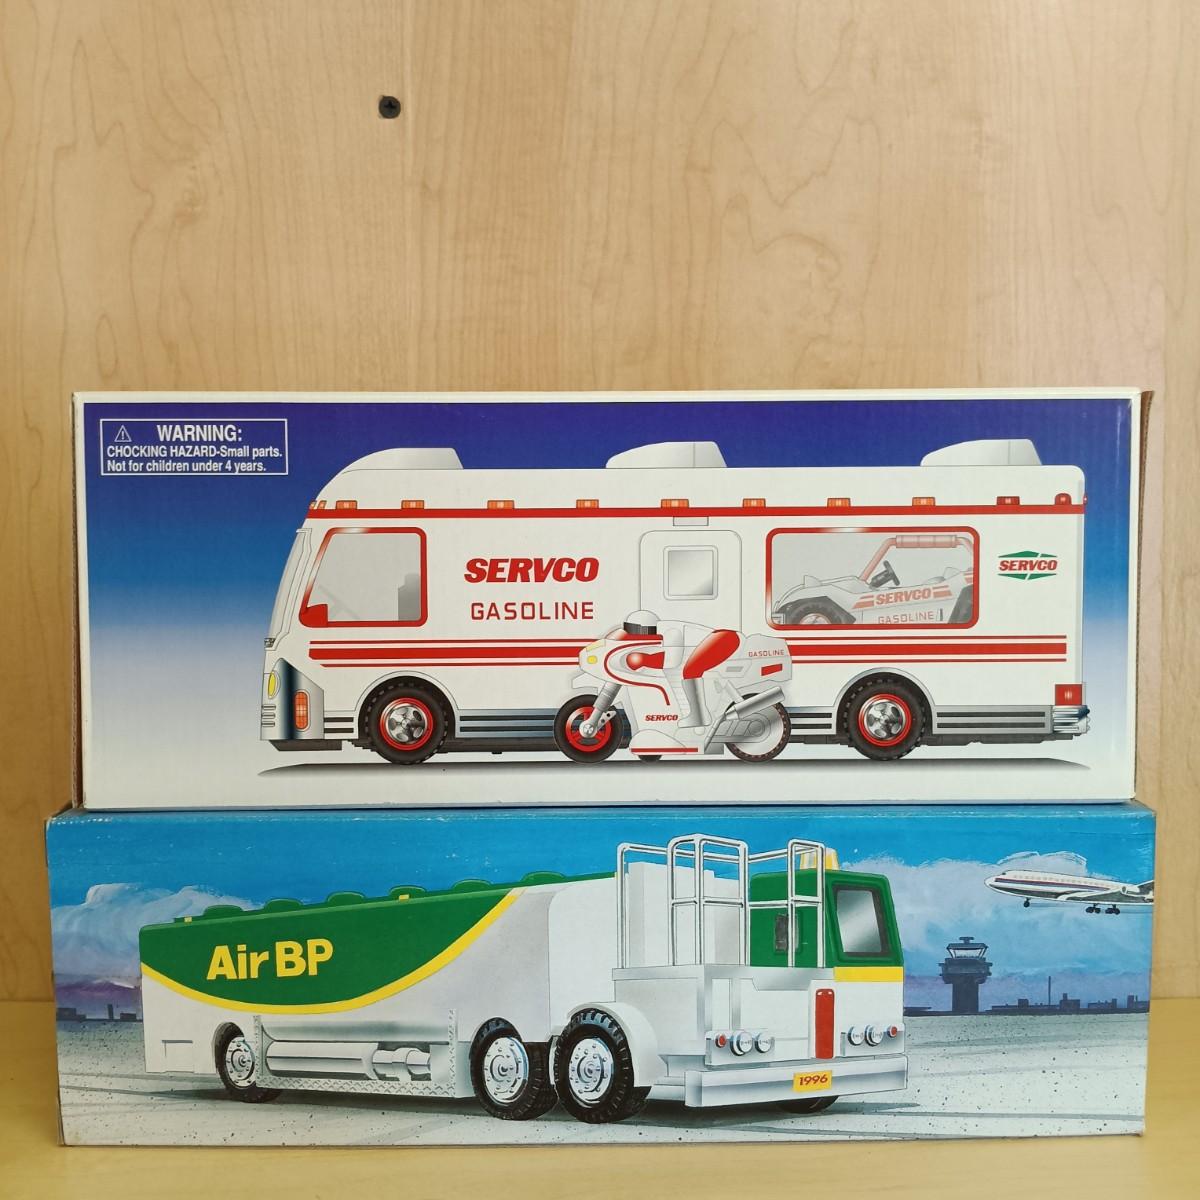 WARNING:
CHOCKING HAZARD-Small parts.
Not for children under 4 years.
SERVCO
GASOLINE
SERVCO
SERVCO
GASOLINE
GASOLINE
SERVCO
Air BP
1996